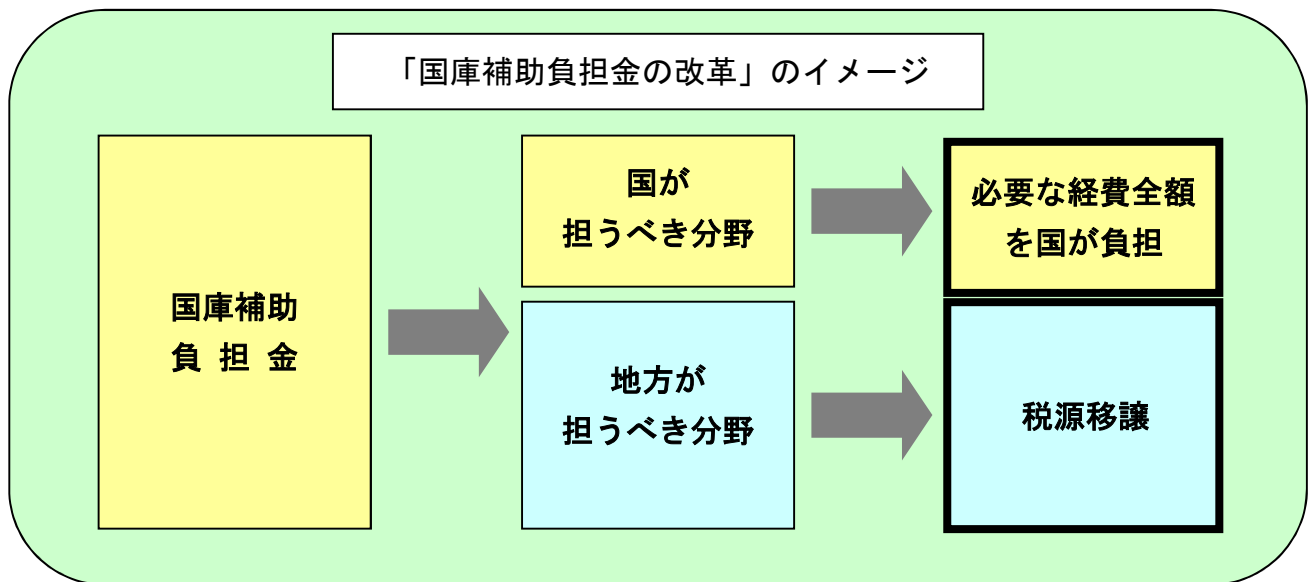 「国庫補助負担金の改革」のイメージ
国庫補助
負 担 金
国が
担うべき分野
地方が
担うべき分野
必要な経費全額
を国が負担
税源移譲